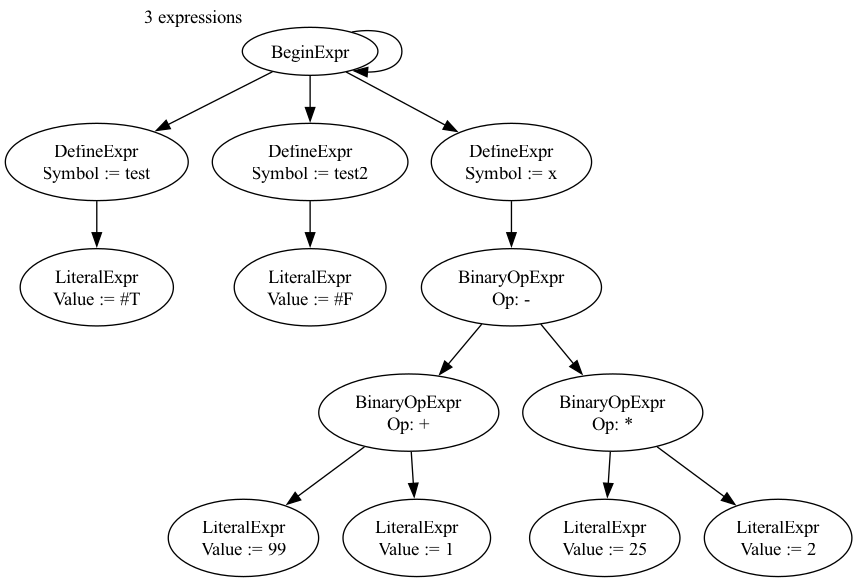 3 expressions
BeginExpr
DefineExpr
Symbol := test
DefineExpr
Symbol := test2
DefineExpr
Symbol := x
LiteralExpr
Value := #T
LiteralExpr
Value := #F
BinaryOpExpr
Op: -
BinaryOpExpr
Op: +
BinaryOpExpr
Op: *
LiteralExpr
Value := 99
LiteralExpr
Value := 1
LiteralExpr
Value := 25
LiteralExpr
Value := 2